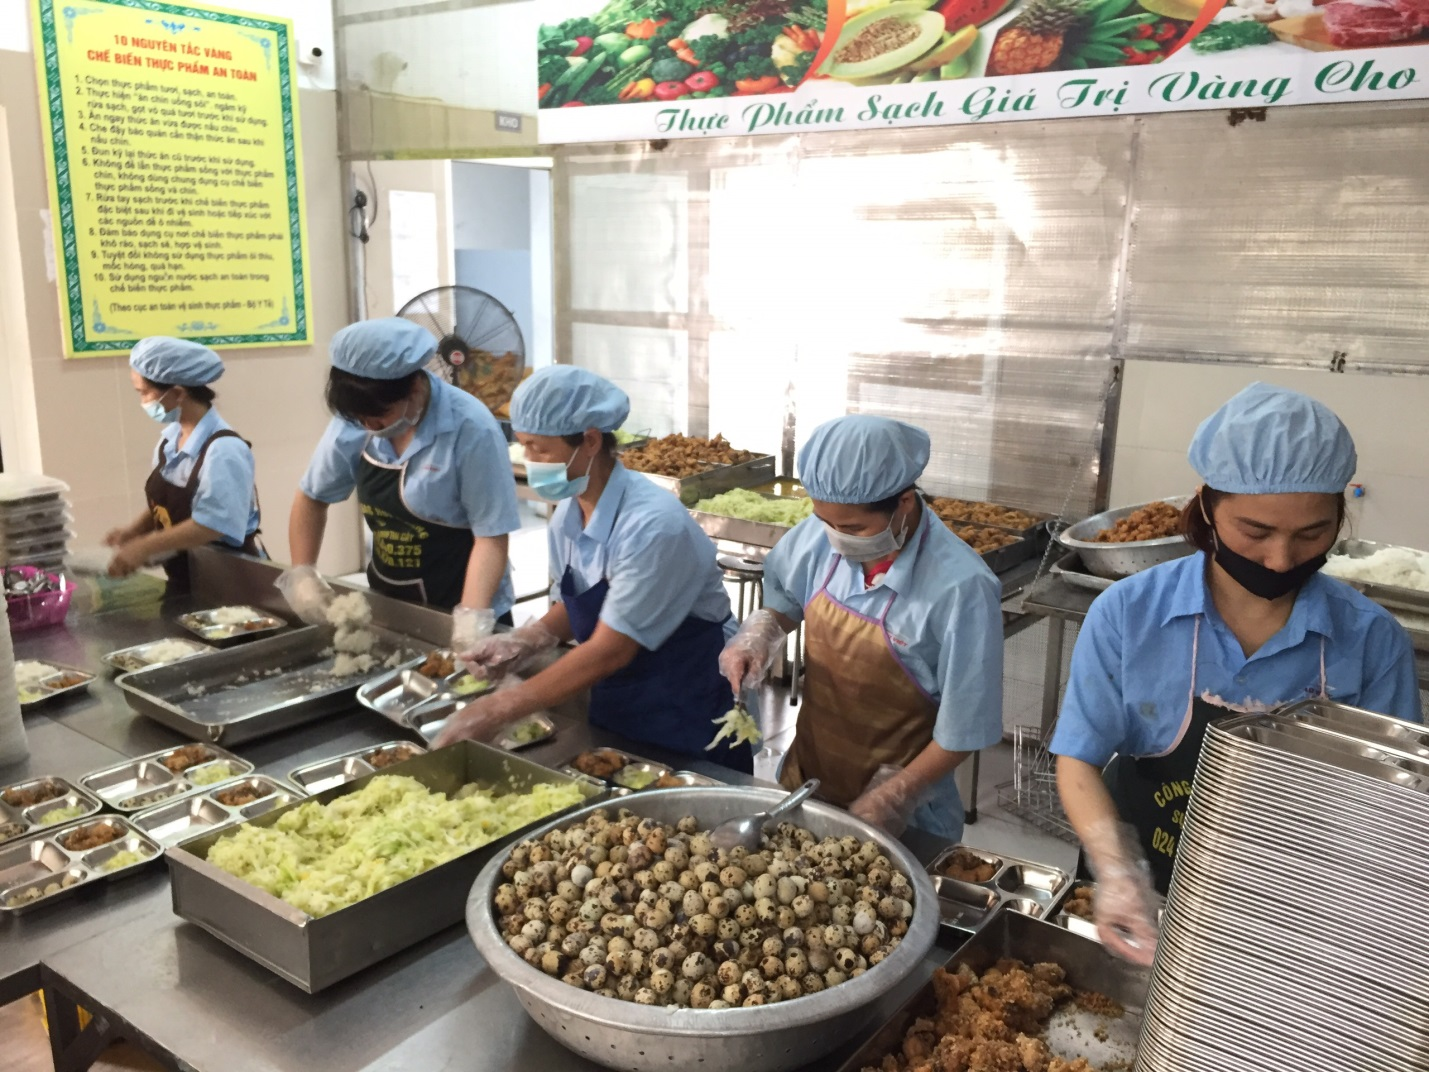 10 NGUYÊN TẮC VÀNG
CHẾ BIẾN THỰC PHẨM AN TOÀN
1. Chọn thực phẩm tươi, sạch, an toàn.
2. Thực hiện "ăn chín uống sôi", ngâm kỹ
rửa sạch, gọt vỏ quả tươi trước khi sử dụng.
3. Ăn ngay thức ăn vừa được nấu chín.
4. Che đậy bảo quản cẩn thận thức ăn sau khi
nấu chín.
5. Đun kỹ lại thức ăn cũ trước khi sử dụng.
6. Không để lẫn thực phẩm sống với thực phẩm
chín, không dùng chung dụng cụ chế biến
thực phẩm sống và chín.
7. Rửa tay sạch trước khi chế biến thực phẩm
đặc biệt sau khi đi vệ sinh hoặc tiếp xúc với
các nguồn dễ ô nhiễm.
8. Đảm bảo dụng cụ nơi chế biến thực phẩm phải
khô ráo, sạch sẽ, hợp vệ sinh.
9. Tuyệt đối không sử dụng thực phẩm ôi thiu,
mốc hỏng, quá hạn.
10. Sử dụng nguồn nước sạch an toàn trong
chế biến thực phẩm.
(Theo cục an toàn vệ sinh thực phẩm - Bộ Y Tế)
KHO
Thực Phẩm Sạch Giá Trị Vàng Cho
0.375
.127
CÔNG
024